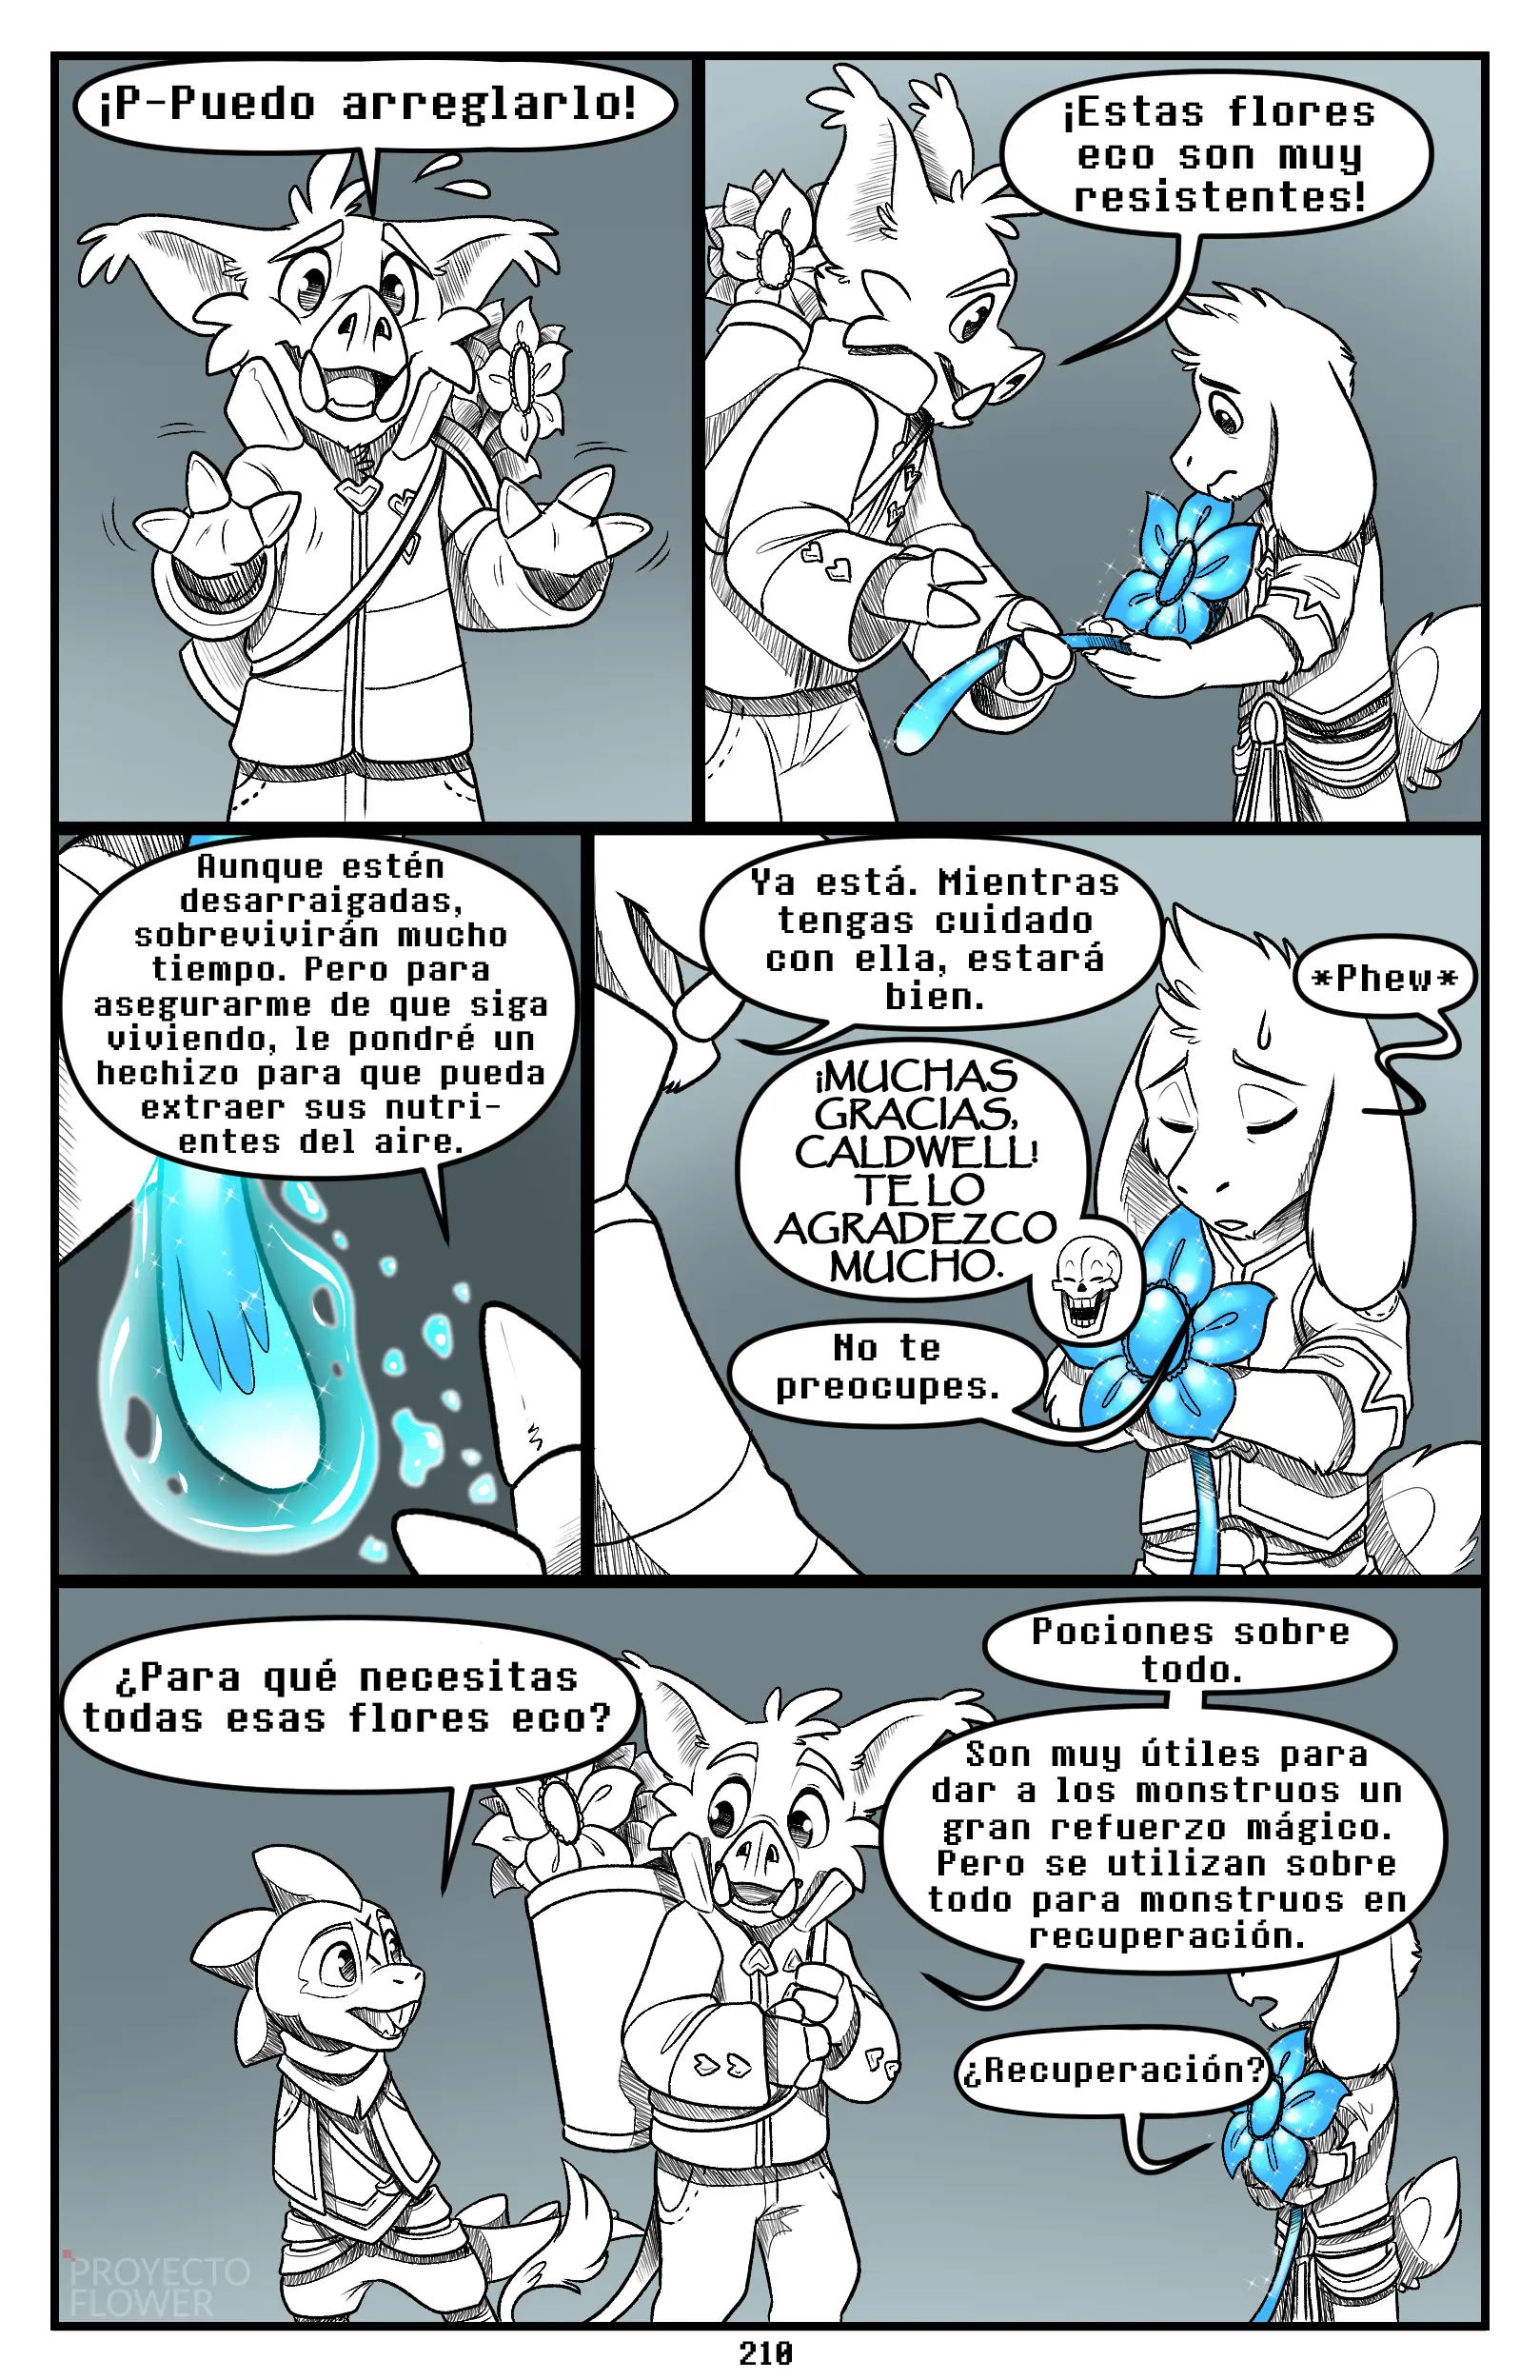 ¡P-Puedo arreglarlo!
¡Estas flores
eco son muy
resistentes!
Aunque estén
desarraigadas,
sobrevivirán mucho
tiempo. Pero para
asegurarme de que siga
viviendo, le pondré un
hechizo para que pueda
extraer sus nutri-
entes del aire.
Ya está. Mientras
tengas cuidado
con ella, estará
bien.
*Phew*
¡MUCHAS
GRACIAS,
CALDWELL!
TE LO
AGRADEZCO
MUCHO.
No te
preocupes.
¿Para qué necesitas
todas esas flores eco?
Pociones sobre
todo.
Son muy útiles para
dar a los monstruos un
gran refuerzo mágico.
Pero se utilizan sobre
todo para monstruos en
recuperación.
¿Recuperación?
PROYECTO
FLOWER
210